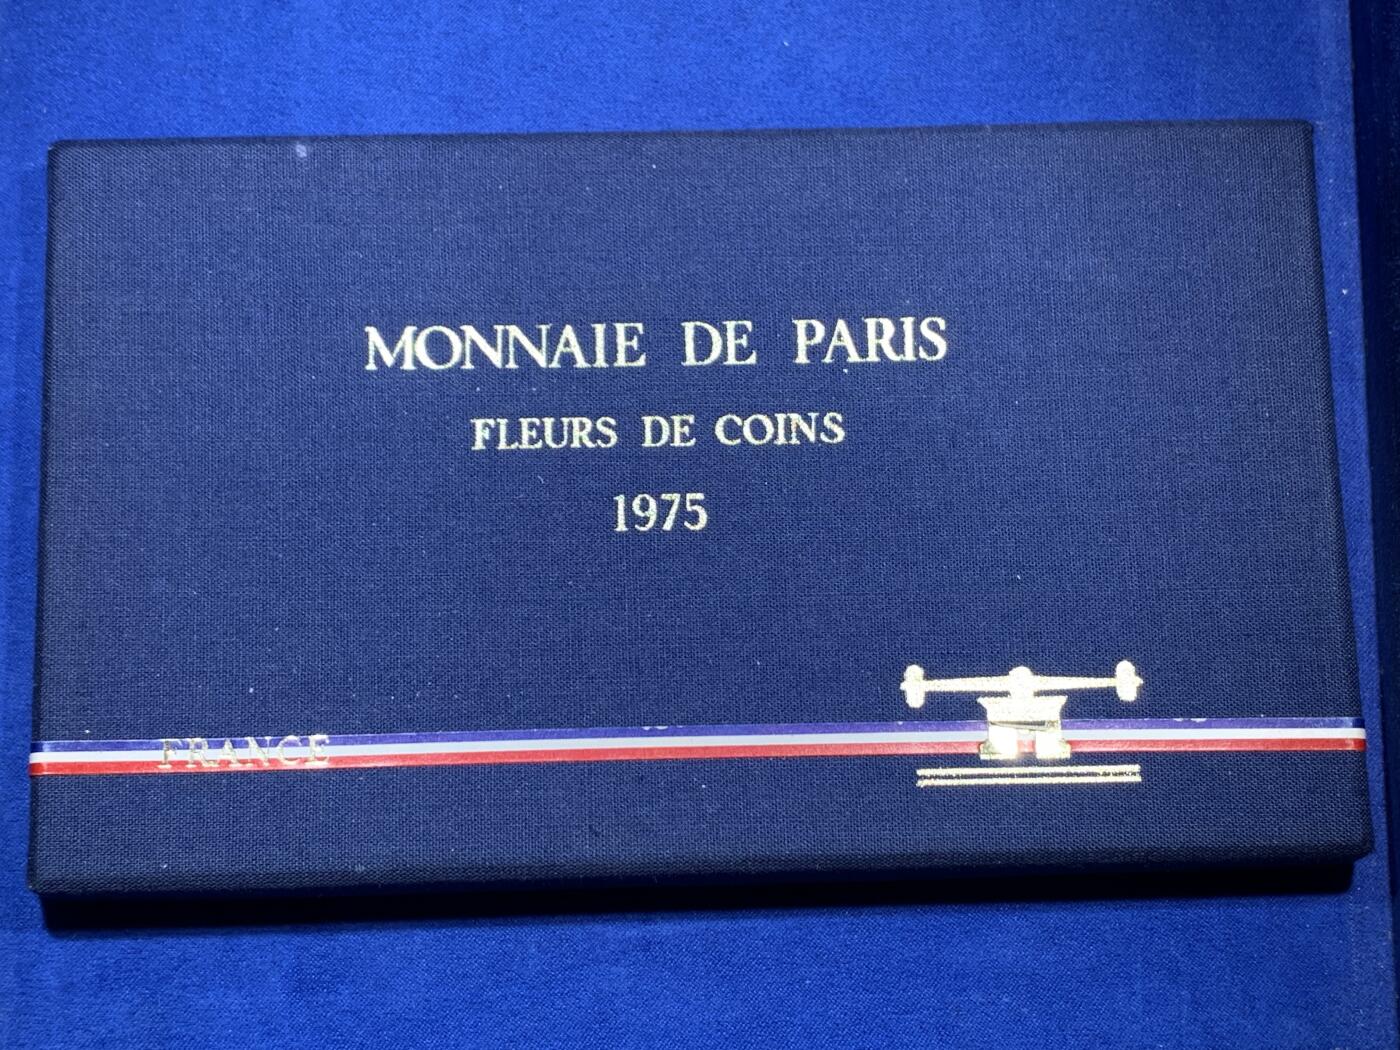 MONNAIE DE PARIS
FLEURS DE COINS
1975
FRANCE